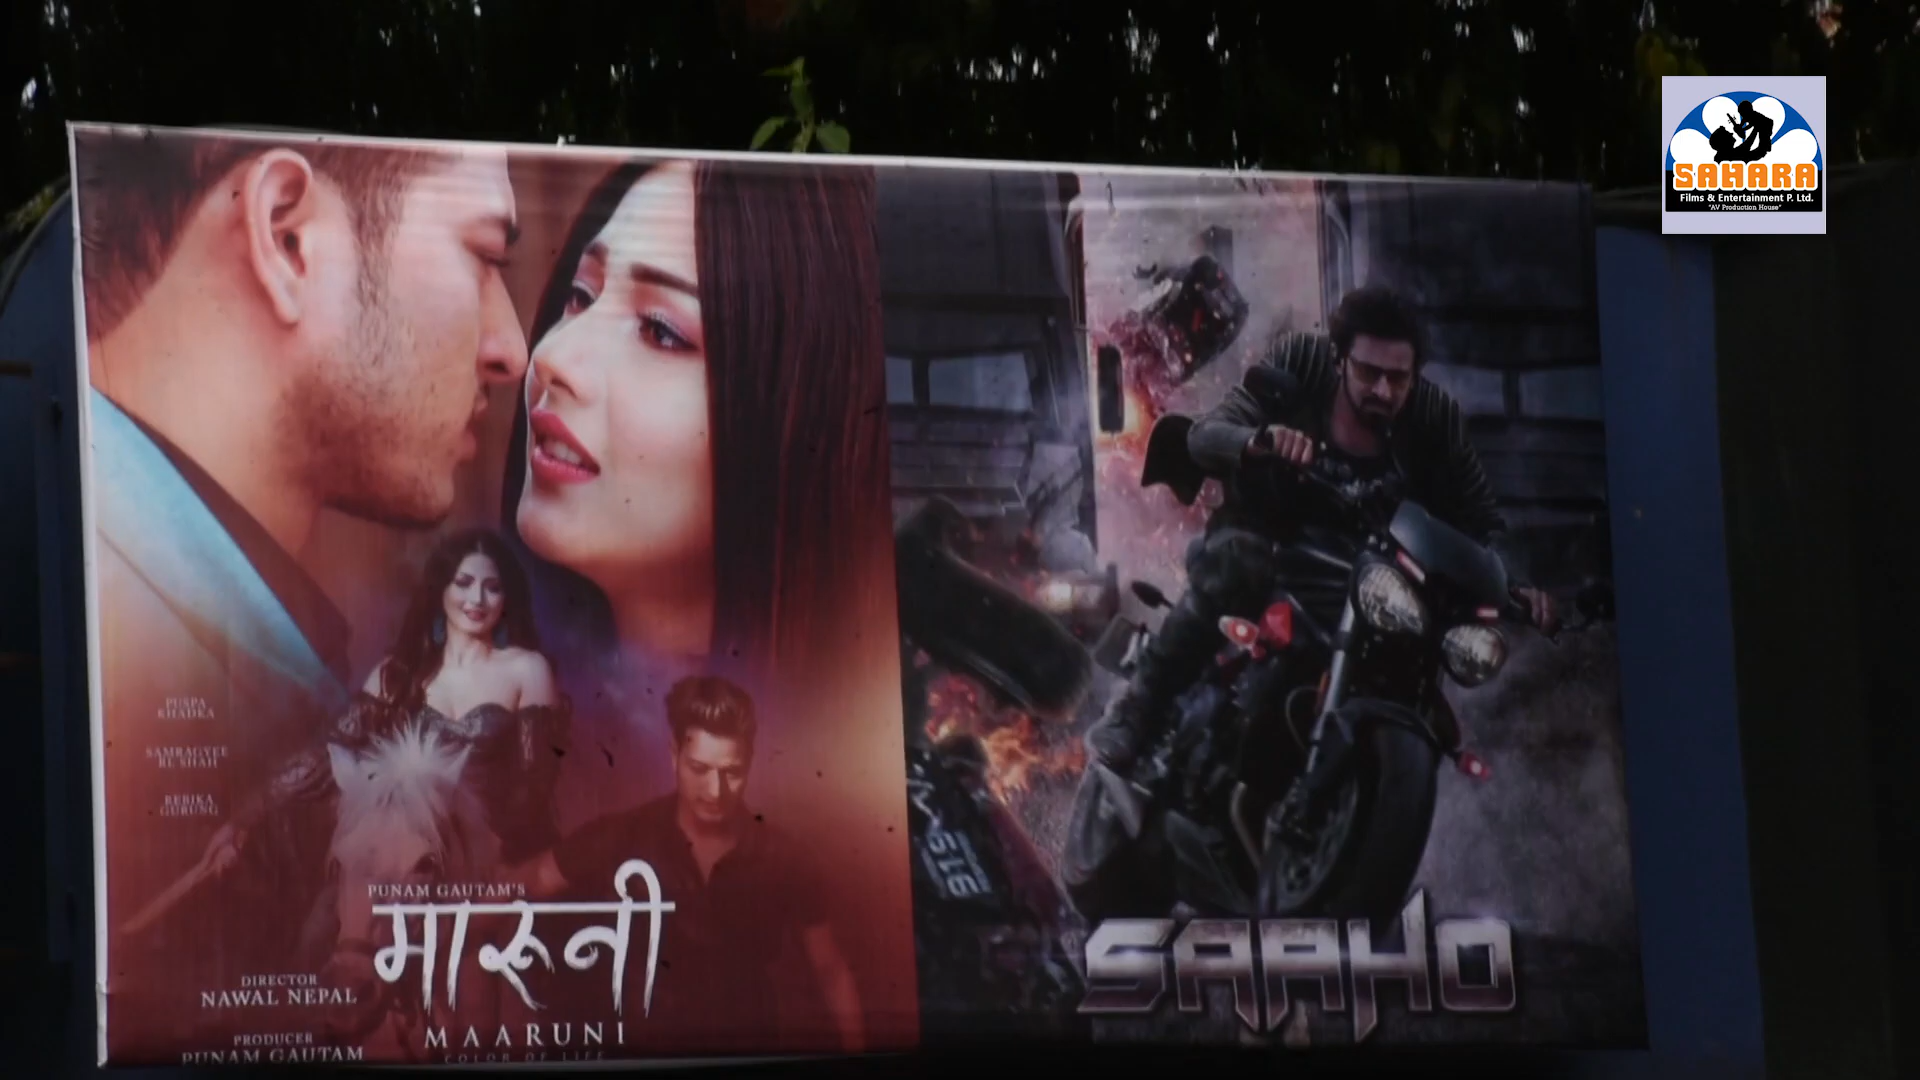 PUSPA
KHADKA
SAMRAGYEE
RL SHAH
REBIKA
GURUNG
PUNAM GAUTAM'S
मारूनी
MAARUNI
COLOR OF LIFE
DIRECTOR
NAWAL NEPAL
PRODUCER
PUNAM GAUTAM
SAAHO
SAHARA
Films & Entertainment P. Ltd.
"AV Production House"